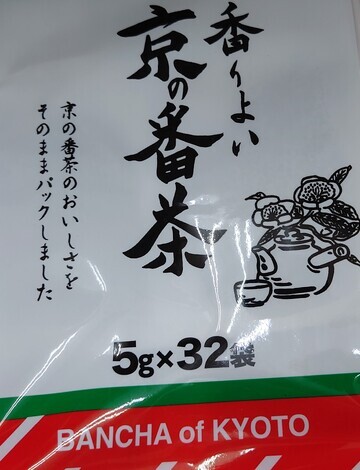 香りよい
京の番茶
京の番茶のおいしさを
そのままパックしました
5g×32袋
BANCHA of KYOTO